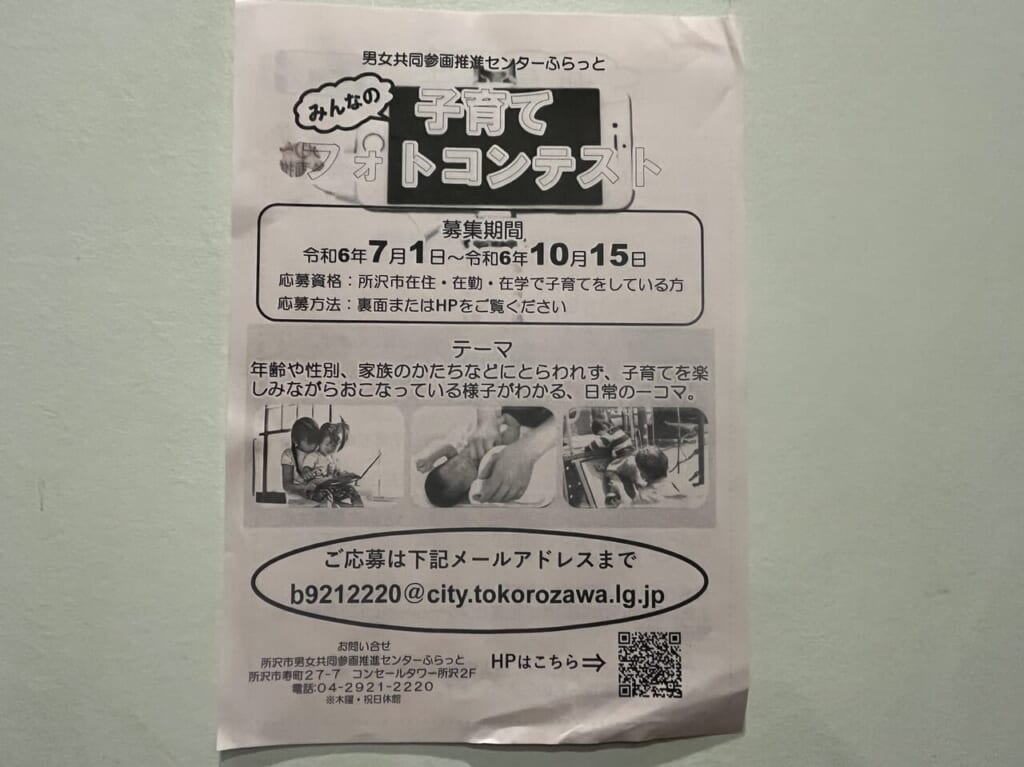 男女共同参画推進センターふらっと
みんなの
子育て
フォトコンテスト
募集期間
令和6年7月1日～令和6年10月15日
応募資格：所沢市在住・在勤・在学で子育てをしている方
応募方法：裏面またはHPをご覧ください
テーマ
年齢や性別、家族のかたちなどにとらわれず、子育てを楽
しみながらおこなっている様子がわかる、日常の一コマ。
ご応募は下記メールアドレスまで
b9212220@city.tokorozawa.lg.jp
お問い合せ
所沢市男女共同参画推進センターふらっと
所沢市寿町27-7 コンセールタワー所沢2F
電話:04-2921-2220
※木曜・祝日休館
HPはこちら⇒